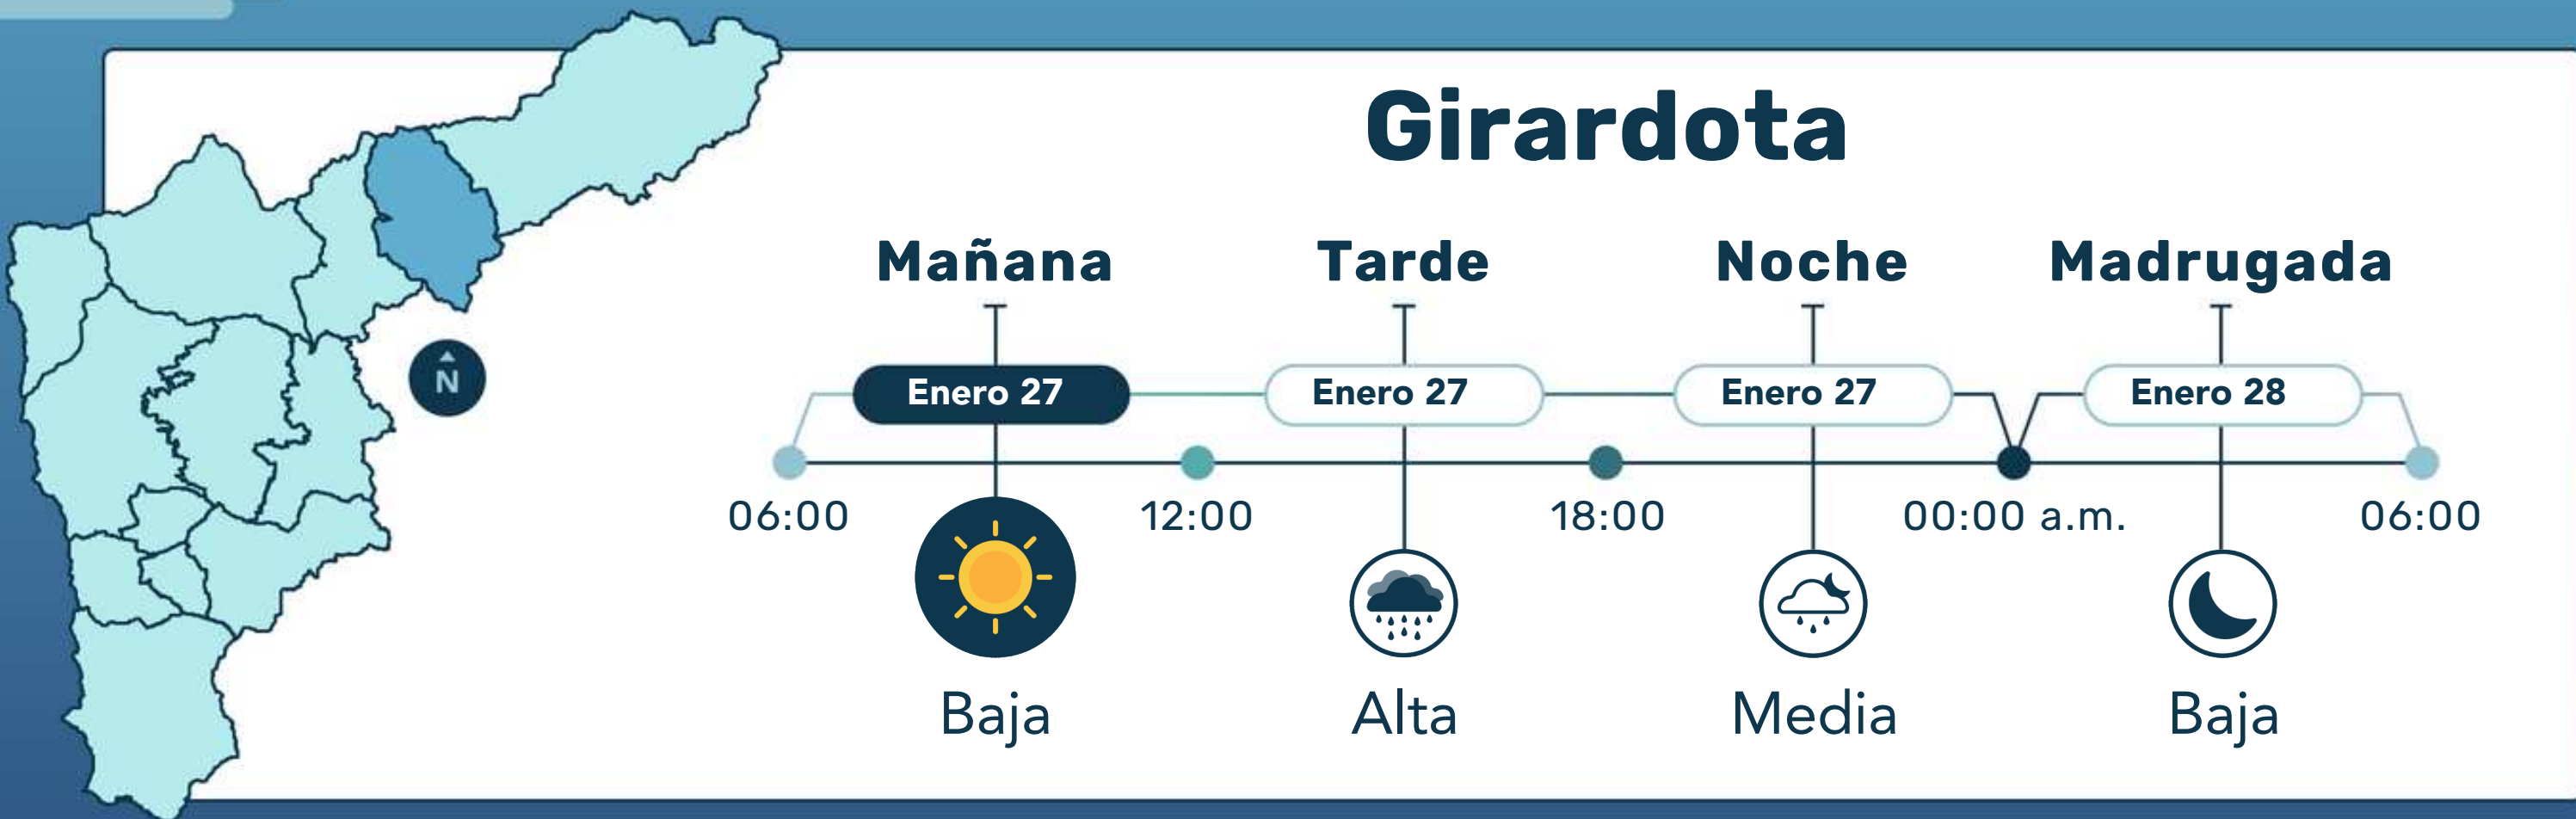 Girardota
Mañana Tarde Noche Madrugada
Enero 27 Enero 27 Enero 27 Enero 28
N
06:00 12:00 18:00 00:00 a.m. 06:00
Baja Alta Media Baja